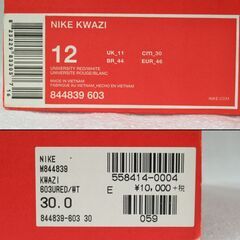 NIKE KWAZI
12
UK_11
cm_30
BR_44
EUR_46
UNIVERSITY RED/WHITE
UNIVERSITE ROUGE/BLANC
MADE IN VIETNAM
FABRIQUE AU VIETNAM_HECHO EN VIETNAM
844839 603
NIKE
M844839
KWAZI
603URED/WT
30.0
844839-603 30
558414-0004
E ¥10,000+税
059